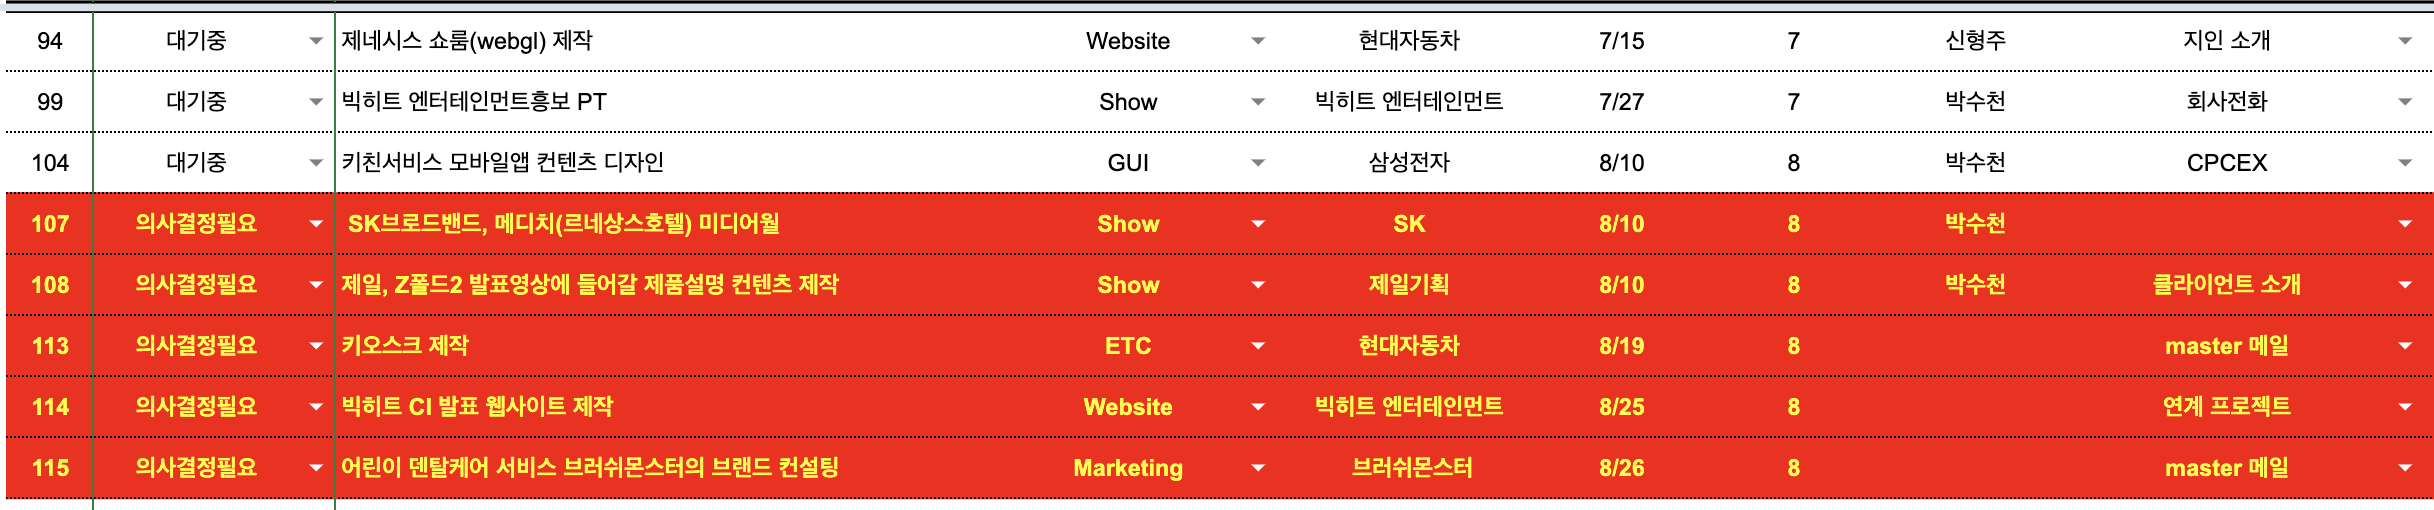 94 대기중 제네시스 쇼룸(webgl) 제작 Website 현대자동차 7/15 7 신형주 지인 소개
99 대기중 빅히트 엔터테인먼트홍보 PT Show 빅히트 엔터테인먼트 7/27 7 박수천 회사전화
104 대기중 키친서비스 모바일앱 컨텐츠 디자인 GUI 삼성전자 8/10 8 박수천 CPCEX
107 의사결정필요 SK브로드밴드, 메디치(르네상스호텔) 미디어월 Show SK 8/10 8 박수천
108 의사결정필요 제일, Z폴드2 발표영상에 들어갈 제품설명 컨텐츠 제작 Show 제일기획 8/10 8 박수천 클라이언트 소개
113 의사결정필요 키오스크 제작 ETC 현대자동차 8/19 8 master 메일
114 의사결정필요 빅히트 CI 발표 웹사이트 제작 Website 빅히트 엔터테인먼트 8/25 8 연계 프로젝트
115 의사결정필요 어린이 덴탈케어 서비스 브러쉬몬스터의 브랜드 컨설팅 Marketing 브러쉬몬스터 8/26 8 master 메일